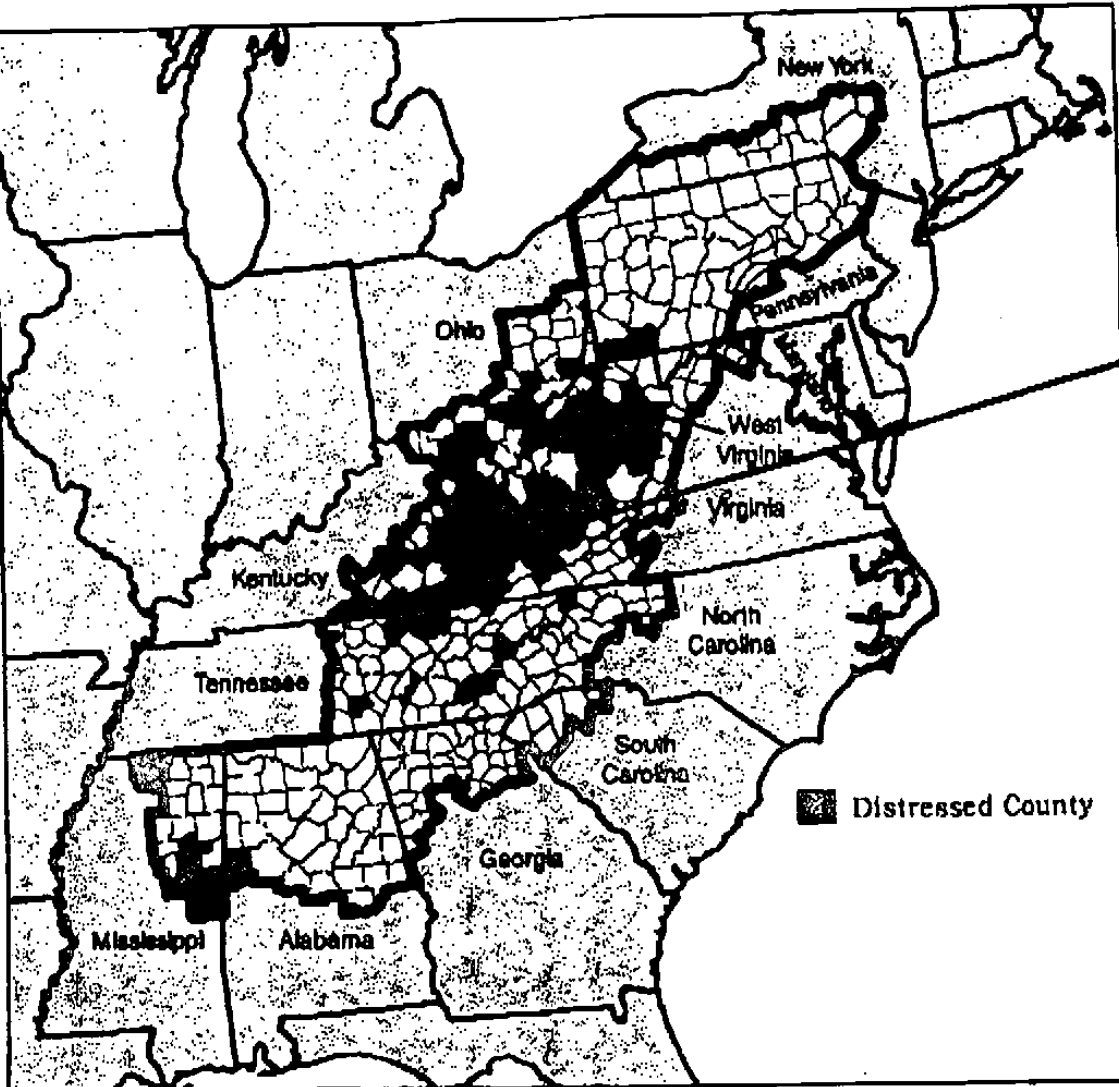 New York
Ohio
Pennsylvania
West
Virginia
Virginia
Kentucky
North
Carolina
Tennessee
South
Carolina
Distressed County
Georgia
Mississippi
Alabama